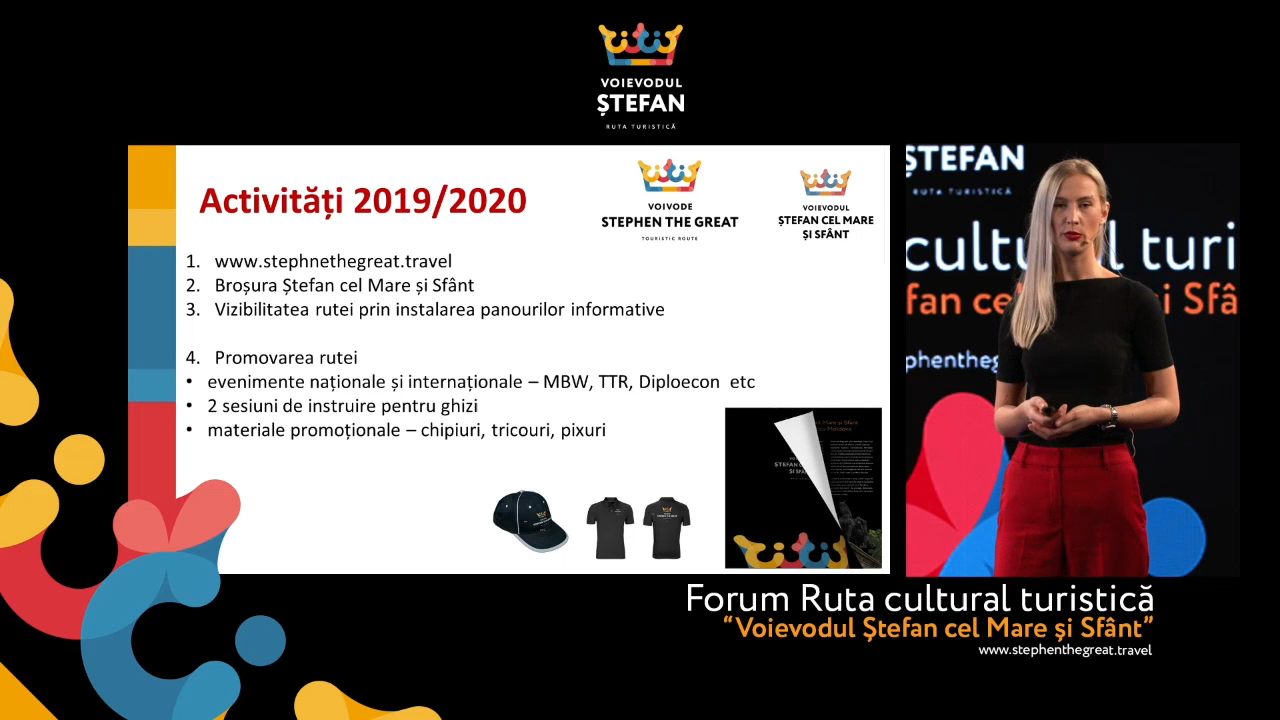 VOIEVODUL
ȘTEFAN
RUTA TURISTICĂ
Activități 2019/2020
VOIVODE
STEPHEN THE GREAT
TOURISTIC ROUTE
VOIEVODUL
ȘTEFAN CEL MARE
ȘI SFÂNT
1. www.stephnethegreat.travel
2. Broșura Ștefan cel Mare și Sfânt
3. Vizibilitatea rutei prin instalarea panourilor informative
4. Promovarea rutei
• evenimente naționale și internaționale – MBW, TTR, Diploecon etc
• 2 sesiuni de instruire pentru ghizi
• materiale promoționale – chipiuri, tricouri, pixuri
ȘTEFAN
RUTA TURISTICĂ
cultural turi
fan cel i Sfâ
phentheg
Forum Ruta cultural turistică
“Voievodul Ștefan cel Mare și Sfânt”
www.stephenthegreat.travel